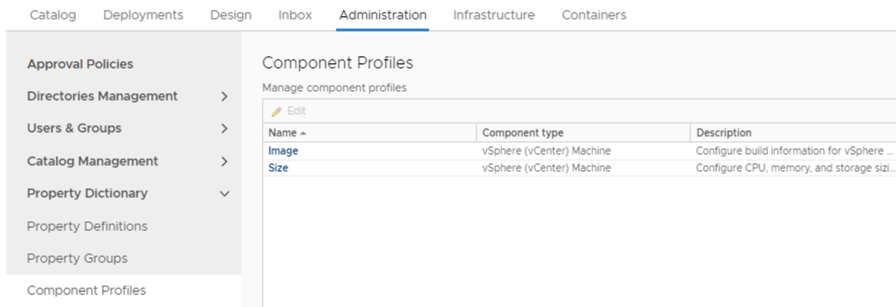 Catalog Deployments Design Inbox Administration Infrastructure Containers
Approval Policies
Directories Management
Users & Groups
Catalog Management
Property Dictionary
Property Definitions
Property Groups
Component Profiles
Component Profiles
Manage component profiles
Edit
Name Component type Description
Image vSphere (vCenter) Machine Configure build information for vSphere ...
Size vSphere (vCenter) Machine Configure CPU, memory, and storage sizi...